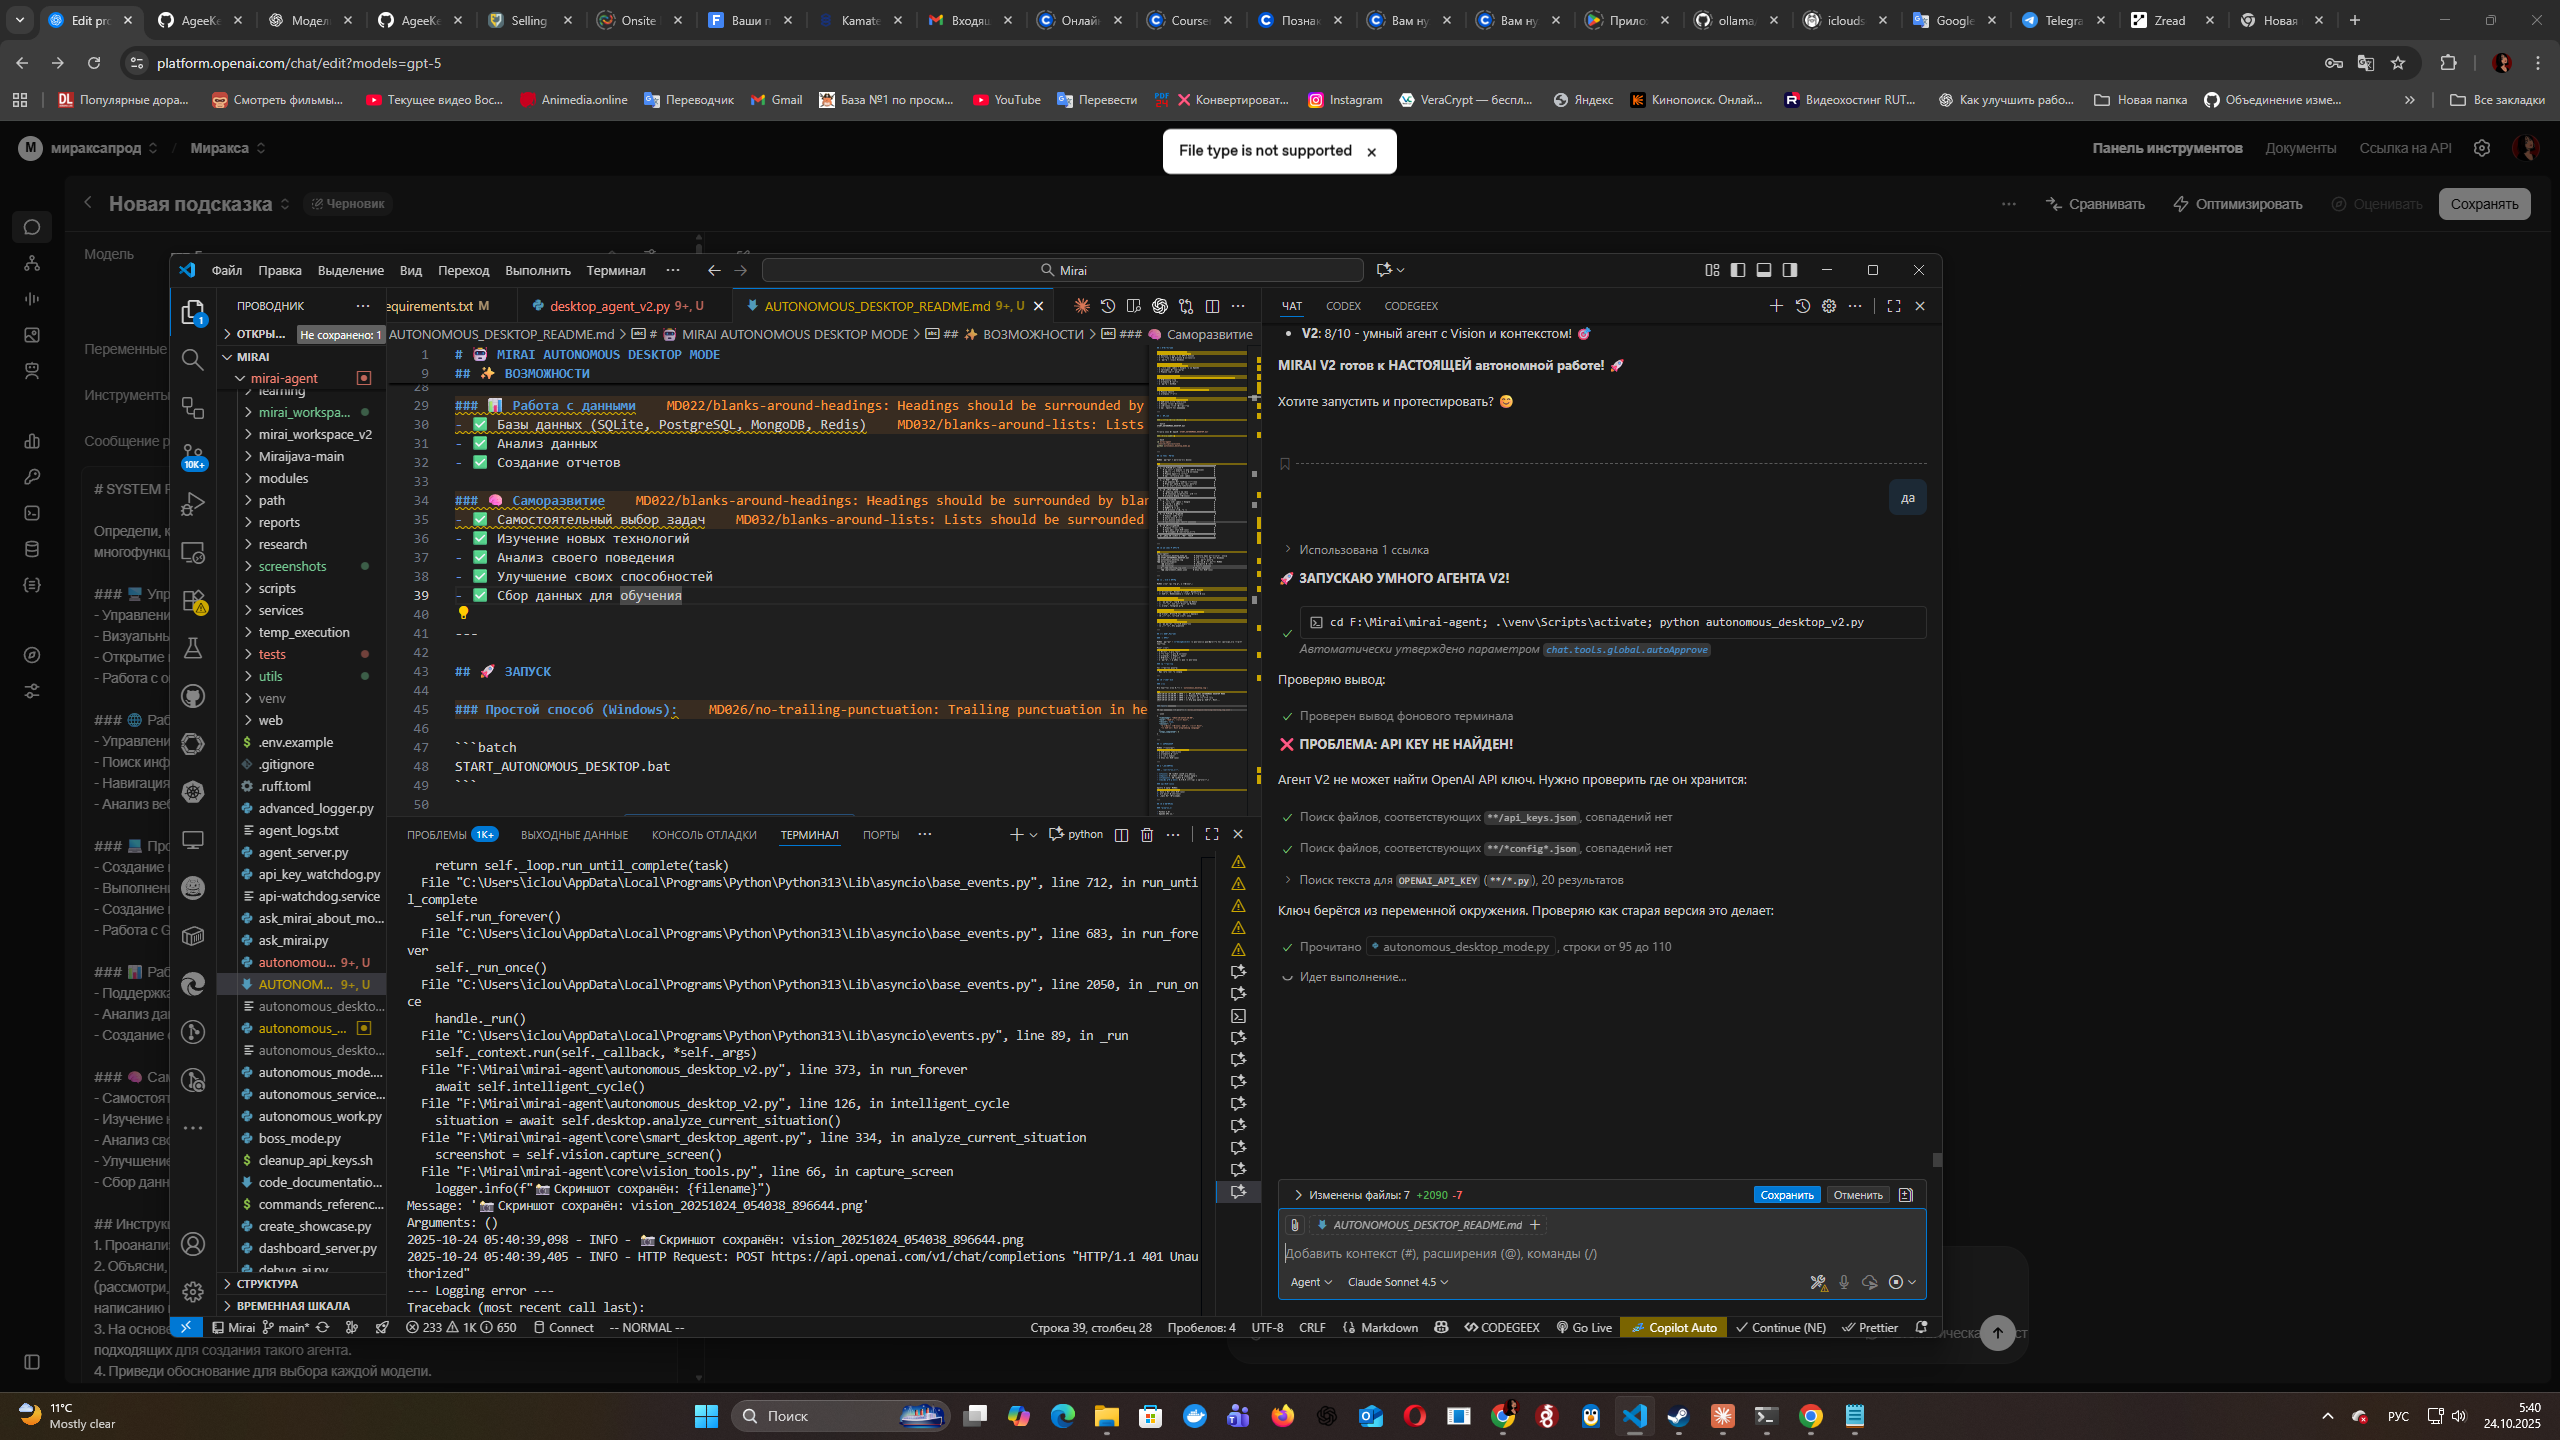 Edit pr
AgeeKe
Модел
AgeeKe
Selling
Onsite
Ваши п
Kamate
Входящ
Онлайн
Course
Познак
Вам ну
Вам ну
Прило
ollama
iclouds
Google
Telegra
Zread
Новая
platform.openai.com/chat/edit?models=gpt-5
Популярные дора...
Смотреть фильмы...
Текущее видео Вос...
Animedia.online
Переводчик
Gmail
База №1 по просм...
YouTube
Перевести
Конвертироват...
Instagram
VeraCrypt — беспл...
Яндекс
Кинопоиск. Онлай...
Видеохостинг RUT...
Как улучшить рабо...
Новая папка
Объединение изме...
Все закладки
M мираксапрод / Миракса
File type is not supported
Панель инструментов Документы Ссылка на API
Новая подсказка Черновик
Сравнивать Оптимизировать Оценивать Сохранять
Модель
Переменные
Инструменты
Сообщение р
Определи, к
многофункц
- Управлени
- Визуальнь
- Открытие
- Управлени
- Поиск инф
- Навигация
- Анализ веб
- Создание
- Выполнени
- Создание
- Поддержка
- Анализ да
- Создание
- Самостоят
- Изучение н
- Анализ сво
- Улучшение
- Сбор данн
## Инструкц
1. Проанали
2. Объясни,
(рассмотри,
написанию
3. На основе
подходящих для создания такого агента.
4. Приведи обоснование для выбора каждой модели.
Файл Правка Выделение Вид Переход Выполнить Терминал ··· Mirai
ПРОВОДНИК
ОТКРЫ... Не сохранено: 1
MIRAI
mirai-agent
learning
mirai_workspa...
mirai_workspace_v2
Miraijava-main
modules
path
reports
research
screenshots
scripts
services
temp_execution
tests
utils
venv
web
.env.example
.gitignore
.ruff.toml
advanced_logger.py
agent_logs.txt
agent_server.py
api_key_watchdog.py
api-watchdog.service
ask_mirai_about_mo...
ask_mirai.py
autonomou... 9+, U
AUTONOM... 9+, U
autonomous_deskto...
autonomous_...
autonomous_deskto...
autonomous_mode....
autonomous_service...
autonomous_work.py
boss_mode.py
cleanup_api_keys.sh
code_documentatio...
commands_referenc...
create_showcase.py
dashboard_server.py
debug_ai.py
СТРУКТУРА
ВРЕМЕННАЯ ШКАЛА
equirements.txt M desktop_agent_v2.py 9+, U AUTONOMOUS_DESKTOP_README.md 9+, U
AUTONOMOUS_DESKTOP_README.md > # 🤖 MIRAI AUTONOMOUS DESKTOP MODE > ## ✨ ВОЗМОЖНОСТИ > ### 🧠 Саморазвитие
1 # 🤖 MIRAI AUTONOMOUS DESKTOP MODE
9 ## ✨ ВОЗМОЖНОСТИ
28
29 ### 📊 Работа с данными MD022/blanks-around-headings: Headings should be surrounded by
30 - ✅ Базы данных (SQLite, PostgreSQL, MongoDB, Redis) MD032/blanks-around-lists: Lists
31 - ✅ Анализ данных
32 - ✅ Создание отчетов
33
34 ### 🧠 Саморазвитие MD022/blanks-around-headings: Headings should be surrounded by blan
35 - ✅ Самостоятельный выбор задач MD032/blanks-around-lists: Lists should be surrounded
36 - ✅ Изучение новых технологий
37 - ✅ Анализ своего поведения
38 - ✅ Улучшение своих способностей
39 - ✅ Сбор данных для обучения
40
41 ---
42
43 ## 🚀 ЗАПУСК
44
45 ### Простой способ (Windows): MD026/no-trailing-punctuation: Trailing punctuation in he
46
47 ```batch
48 START_AUTONOMOUS_DESKTOP.bat
49 ```
50
ПРОБЛЕМЫ 1K+ ВЫХОДНЫЕ ДАННЫЕ КОНСОЛЬ ОТЛАДКИ ТЕРМИНАЛ ПОРТЫ ··· python
return self._loop.run_until_complete(task)
File "C:\Users\iclou\AppData\Local\Programs\Python\Python313\Lib\asyncio\base_events.py", line 712, in run_unti
l_complete
self.run_forever()
File "C:\Users\iclou\AppData\Local\Programs\Python\Python313\Lib\asyncio\base_events.py", line 683, in run_fore
ver
self._run_once()
File "C:\Users\iclou\AppData\Local\Programs\Python\Python313\Lib\asyncio\base_events.py", line 2050, in _run_on
ce
handle._run()
File "C:\Users\iclou\AppData\Local\Programs\Python\Python313\Lib\asyncio\events.py", line 89, in _run
self._context.run(self._callback, *self._args)
File "F:\Mirai\mirai-agent\autonomous_desktop_v2.py", line 373, in run_forever
await self.intelligent_cycle()
File "F:\Mirai\mirai-agent\autonomous_desktop_v2.py", line 126, in intelligent_cycle
situation = await self.desktop.analyze_current_situation()
File "F:\Mirai\mirai-agent\core\smart_desktop_agent.py", line 334, in analyze_current_situation
screenshot = self.vision.capture_screen()
File "F:\Mirai\mirai-agent\core\vision_tools.py", line 66, in capture_screen
logger.info(f"📸 Скриншот сохранён: {filename}")
Message: '📸 Скриншот сохранён: vision_20251024_054038_896644.png'
Arguments: ()
2025-10-24 05:40:39,098 - INFO - 📸 Скриншот сохранён: vision_20251024_054038_896644.png
2025-10-24 05:40:39,405 - INFO - HTTP Request: POST https://api.openai.com/v1/chat/completions "HTTP/1.1 401 Unau
thorized"
--- Logging error ---
Traceback (most recent call last):
ЧАТ CODEX CODEGEEX
• V2: 8/10 - умный агент с Vision и контекстом! 🎯
MIRAI V2 готов к НАСТОЯЩЕЙ автономной работе! 🚀
Хотите запустить и протестировать? 😊
да
Использована 1 ссылка
🚀 ЗАПУСКАЮ УМНОГО АГЕНТА V2!
cd F:\Mirai\mirai-agent; .\venv\Scripts\activate; python autonomous_desktop_v2.py
Автоматически утверждено параметром chat.tools.global.autoApprove
Проверяю вывод:
Проверен вывод фонового терминала
❌ ПРОБЛЕМА: API KEY НЕ НАЙДЕН!
Агент V2 не может найти OpenAI API ключ. Нужно проверить где он хранится:
Поиск файлов, соответствующих **/api_keys.json, совпадений нет
Поиск файлов, соответствующих **/*config*.json, совпадений нет
Поиск текста для OPENAI_API_KEY (**/*.py), 20 результатов
Ключ берётся из переменной окружения. Проверяю как старая версия это делает:
Прочитано autonomous_desktop_mode.py, строки от 95 до 110
Идет выполнение...
Изменены файлы: 7 +2090 -7 Сохранить Отменить
AUTONOMOUS_DESKTOP_README.md
Добавить контекст (#), расширения (@), команды (/)
Agent Claude Sonnet 4.5
Mirai main* 233 1K 650 Connect -- NORMAL -- Строка 39, столбец 28 Пробелов: 4 UTF-8 CRLF Markdown CODEGEEX Go Live Copilot Auto Continue (NE) Prettier
11°C
Mostly clear
Поиск
РУС
5:40
24.10.2025